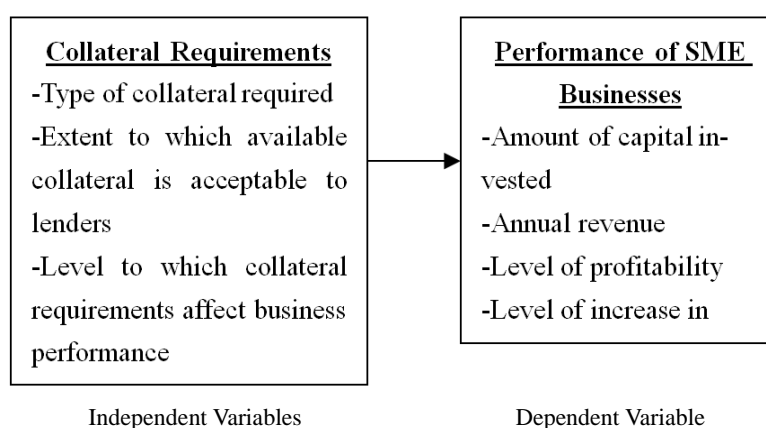 Collateral Requirements
-Type of collateral required
-Extent to which available
collateral is acceptable to
lenders
-Level to which collateral
requirements affect business
performance
Performance of SME
Businesses
-Amount of capital in-
vested
-Annual revenue
-Level of profitability
-Level of increase in
Independent Variables
Dependent Variable